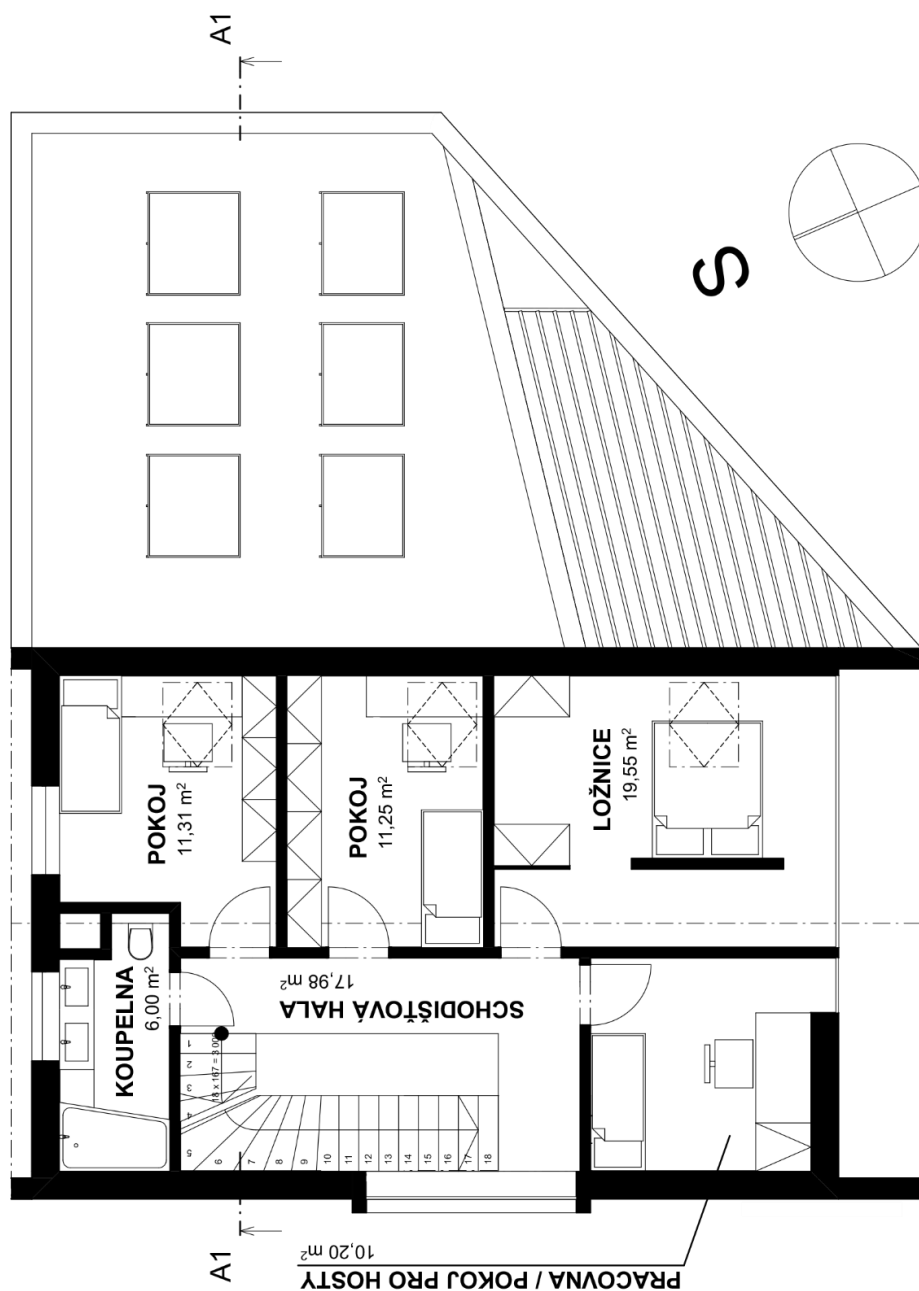 A1
S
POKOJ
11,31 m²
POKOJ
11,25 m²
LOŽNICE
19,55 m²
KOUPELNA
6,00 m²
SCHODIŠŤOVÁ HALA
17,98 m²
18 x 167 = 3 000
1
2
3
4
5
6
7
8
9
10
11
12
13
14
15
16
17
18
A1
PRACOVNA / POKOJ PRO HOSTY
10,20 m²